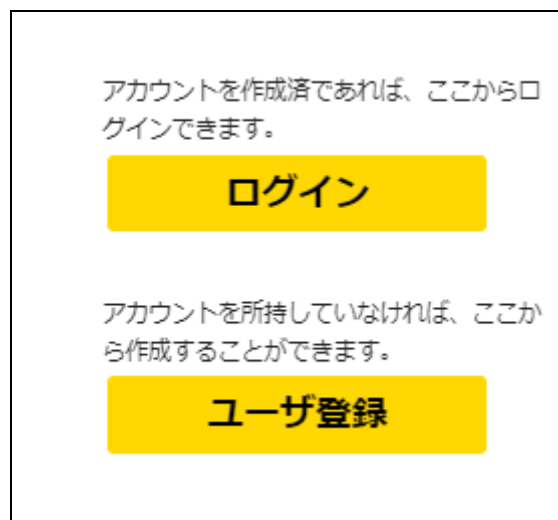 アカウントを作成済であれば、ここからロ
グインできます。
ログイン
アカウントを所持していなければ、ここか
ら作成することができます。
ユーザ登録